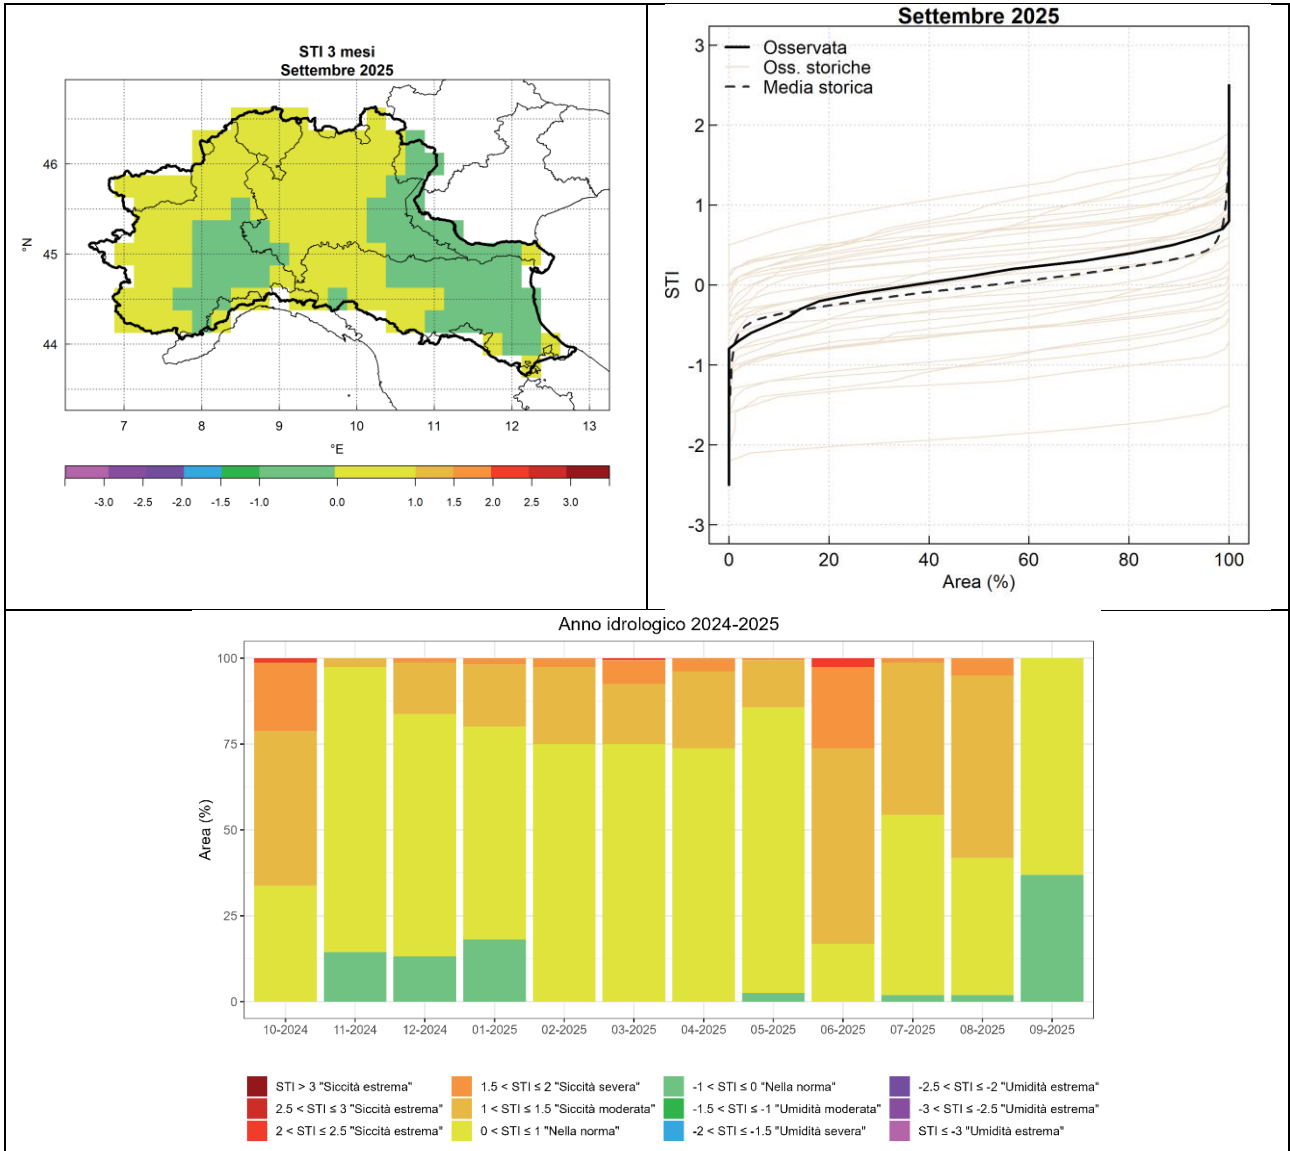 STI 3 mesi
Settembre 2025
46
45
44
°N
7 8 9 10 11 12 13
°E
-3.0 -2.5 -2.0 -1.5 -1.0 0.0 1.0 1.5 2.0 2.5 3.0
Settembre 2025
Osservata
Oss. storiche
Media storica
3
2
1
0
-1
-2
-3
STI
0 20 40 60 80 100
Area (%)
Anno idrologico 2024-2025
100
75
50
25
0
Area (%)
10-2024 11-2024 12-2024 01-2025 02-2025 03-2025 04-2025 05-2025 06-2025 07-2025 08-2025 09-2025
STI > 3 "Siccità estrema" 1.5 < STI ≤ 2 "Siccità severa" -1 < STI ≤ 0 "Nella norma" -2.5 < STI ≤ -2 "Umidità estrema"
2.5 < STI ≤ 3 "Siccità estrema" 1 < STI ≤ 1.5 "Siccità moderata" -1.5 < STI ≤ -1 "Umidità moderata" -3 < STI ≤ -2.5 "Umidità estrema"
2 < STI ≤ 2.5 "Siccità estrema" 0 < STI ≤ 1 "Nella norma" -2 < STI ≤ -1.5 "Umidità severa" STI ≤ -3 "Umidità estrema"